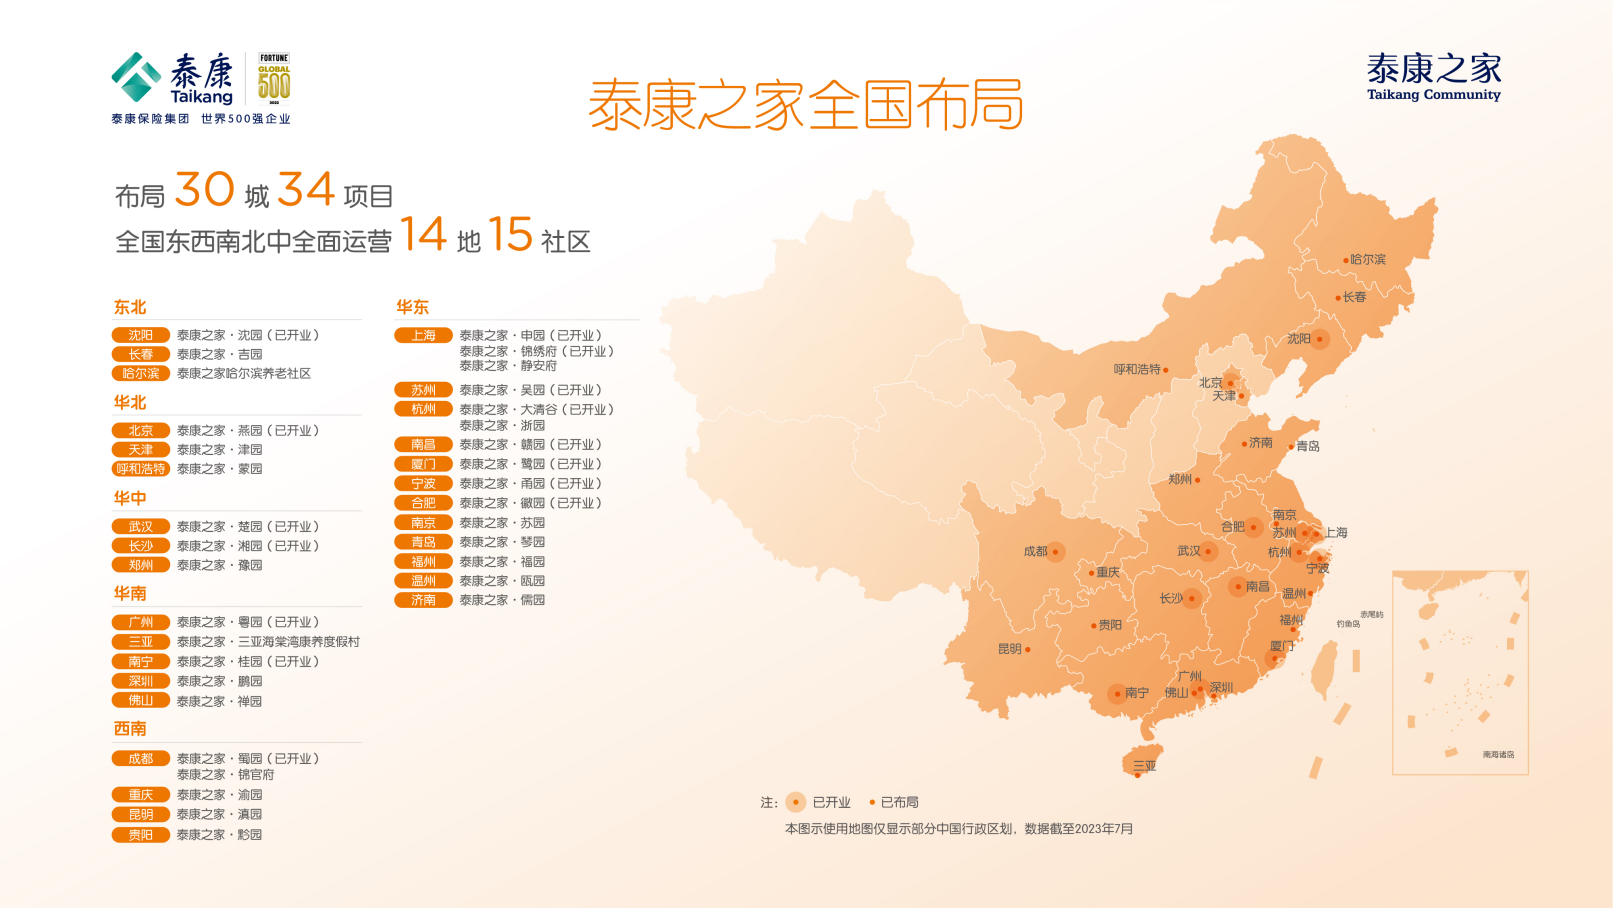 泰康
Taikang
FORTUNE
GLOBAL
500
2022
泰康保险集团 世界500强企业
泰康之家全国布局
泰康之家
Taikang Community
布局 30 城 34 项目
全国东西南北中全面运营 14 地 15 社区
东北
沈阳 泰康之家·沈园（已开业）
长春 泰康之家·吉园
哈尔滨 泰康之家哈尔滨养老社区
华北
北京 泰康之家·燕园（已开业）
天津 泰康之家·津园
呼和浩特 泰康之家·蒙园
华中
武汉 泰康之家·楚园（已开业）
长沙 泰康之家·湘园（已开业）
郑州 泰康之家·豫园
华南
广州 泰康之家·粤园（已开业）
三亚 泰康之家·三亚海棠湾康养度假村
南宁 泰康之家·桂园（已开业）
深圳 泰康之家·鹏园
佛山 泰康之家·禅园
西南
成都 泰康之家·蜀园（已开业）
泰康之家·锦官府
重庆 泰康之家·渝园
昆明 泰康之家·滇园
贵阳 泰康之家·黔园
华东
上海 泰康之家·申园（已开业）
泰康之家·锦绣府（已开业）
泰康之家·静安府
苏州 泰康之家·吴园（已开业）
杭州 泰康之家·大清谷（已开业）
泰康之家·浙园
南昌 泰康之家·赣园（已开业）
厦门 泰康之家·鹭园（已开业）
宁波 泰康之家·甬园（已开业）
合肥 泰康之家·徽园（已开业）
南京 泰康之家·苏园
青岛 泰康之家·琴园
福州 泰康之家·福园
温州 泰康之家·瓯园
济南 泰康之家·儒园
哈尔滨
长春
沈阳
呼和浩特
北京
天津
济南
青岛
郑州
南京
合肥
苏州
上海
成都
武汉
杭州
宁波
重庆
南昌
长沙
温州
赤尾屿
钓鱼岛
福州
贵阳
昆明
厦门
广州
深圳
南宁
佛山
三亚
南海诸岛
注： 已开业 已布局
本图示使用地图仅显示部分中国行政区划，数据截至2023年7月